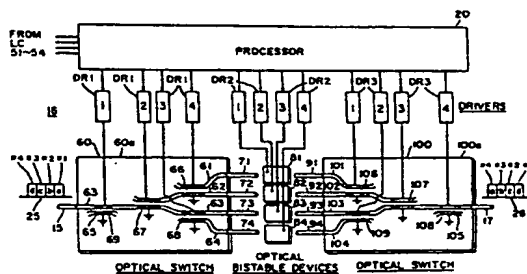 20
FROM
LC
51~54
PROCESSOR
DR1 DR1 DR1 DR2 DR2 DR3 DR3
16
1 2 3 4 1 2 3 4 1 2 3 4
DRIVERS
60 60a 81 100 100a
66 61 71 91 101 106
62 72 82 92 102 107
63 63 73 83 93 103
25 15 65 69 67 68 64 74 84 94 104 109 108 105 17 26
OPTICAL SWITCH
OPTICAL
BISTABLE DEVICES
OPTICAL SWITCH